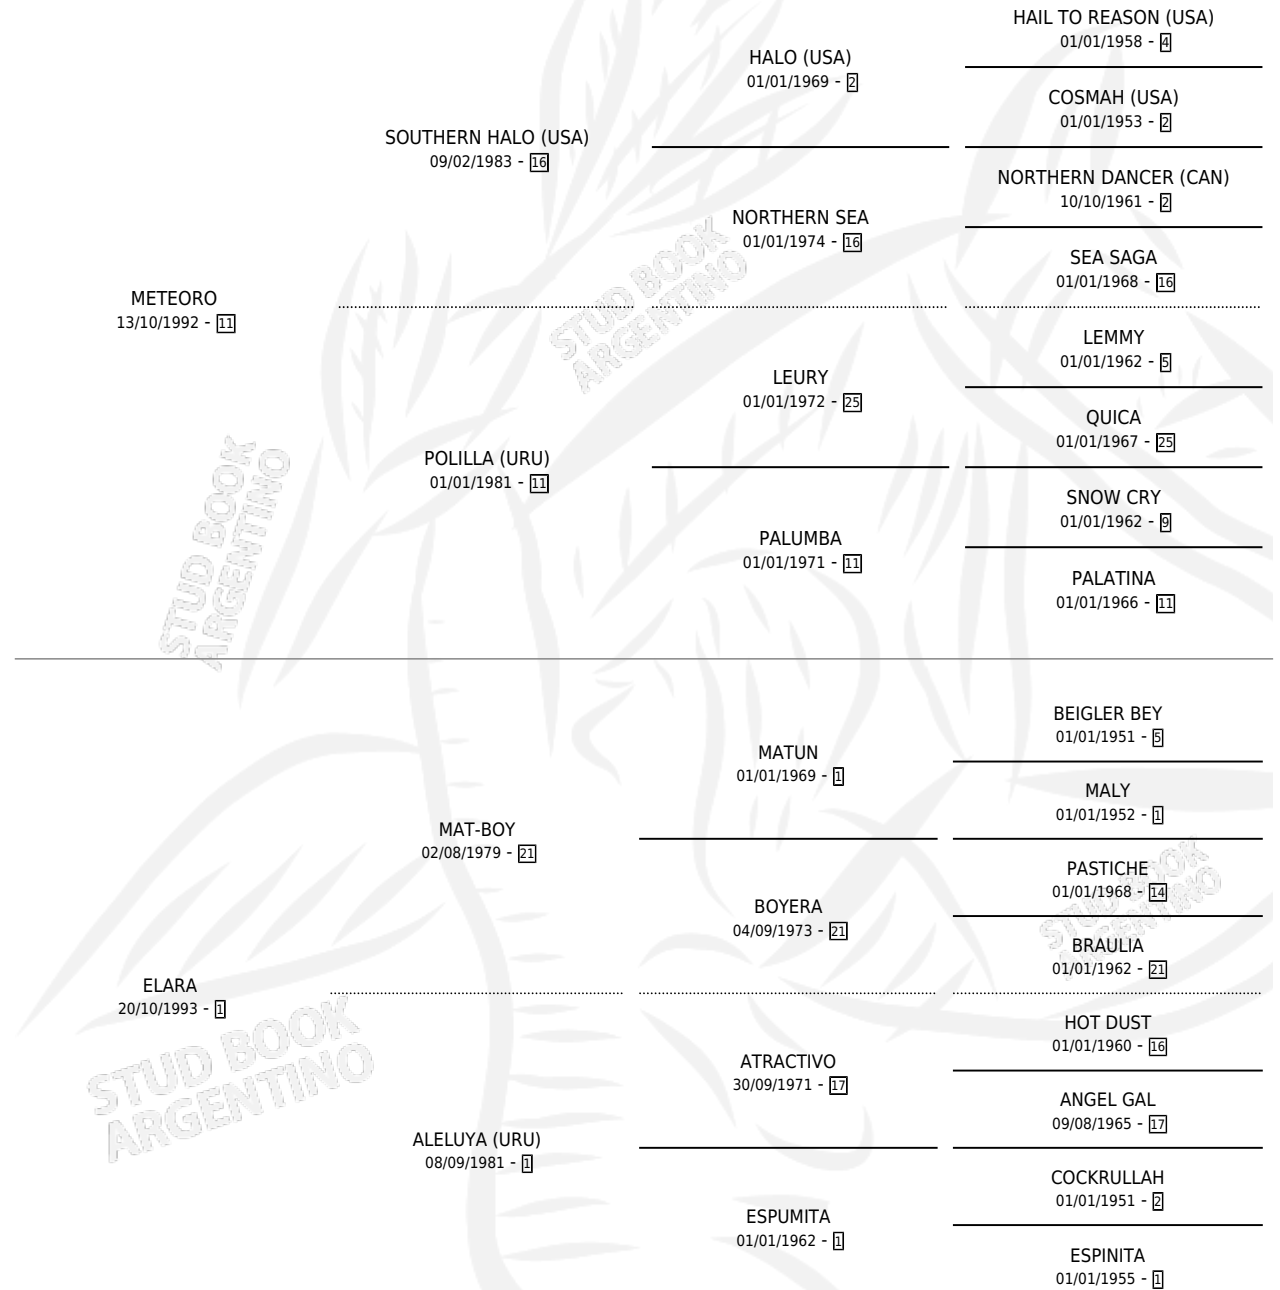 HAIL TO REASON (USA)
01/01/1958 - 4
HALO (USA)
01/01/1969 - 2
COSMAH (USA)
01/01/1953 - 2
SOUTHERN HALO (USA)
09/02/1983 - 16
NORTHERN DANCER (CAN)
10/10/1961 - 2
NORTHERN SEA
01/01/1974 - 16
SEA SAGA
01/01/1968 - 16
STUD BOOK
ARGENTINO
METEORO
13/10/1992 - 11
LEMMY
01/01/1962 - 5
LEURY
01/01/1972 - 25
QUICA
01/01/1967 - 25
POLILLA (URU)
01/01/1981 - 11
SNOW CRY
01/01/1962 - 9
PALUMBA
01/01/1971 - 11
PALATINA
01/01/1966 - 11
STUD BOOK
ARGENTINO
BEIGLER BEY
01/01/1951 - 5
MATUN
01/01/1969 - 1
MALY
01/01/1952 - 1
MAT-BOY
02/08/1979 - 21
PASTICHE
01/01/1968 - 14
BOYERA
04/09/1973 - 21
BRAULIA
01/01/1962 - 21
STUD BOOK
ARGENTINO
ELARA
20/10/1993 - 1
HOT DUST
01/01/1960 - 16
ATRACTIVO
30/09/1971 - 17
ANGEL GAL
09/08/1965 - 17
STUD BOOK
ARGENTINO
ALELUYA (URU)
08/09/1981 - 1
COCKRULLAH
01/01/1951 - 2
ESPUMITA
01/01/1962 - 1
ESPINITA
01/01/1955 - 1